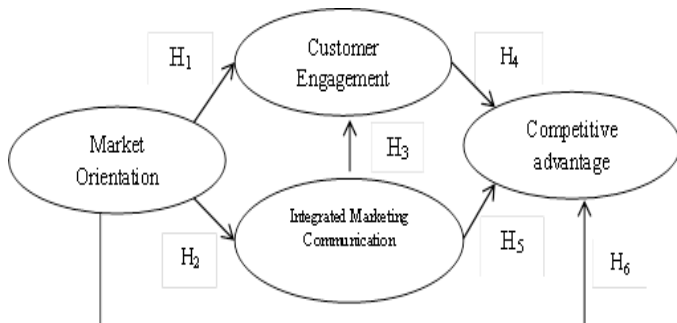 H1
Customer
Engagement
H4
Market
Orientation
H3
Competitive
advantage
Integrated Marketing
Communication
H2
H5
H6